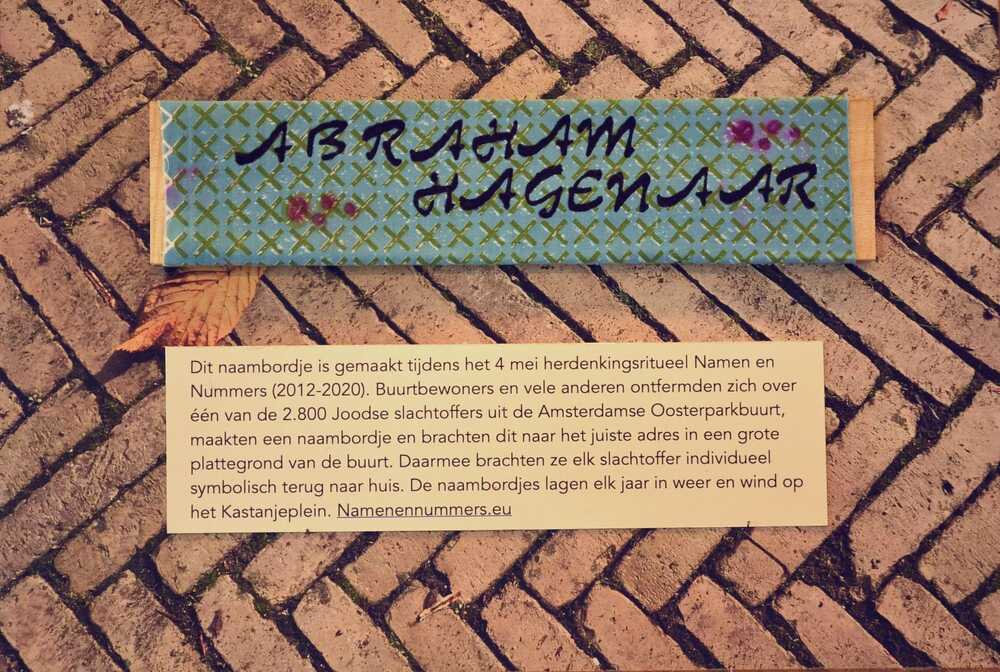 ABRAHAM
HAGENAAR
Dit naambordje is gemaakt tijdens het 4 mei herdenkingsritueel Namen en
Nummers (2012-2020). Buurtbewoners en vele anderen ontfermden zich over
één van de 2.800 Joodse slachtoffers uit de Amsterdamse Oosterparkbuurt,
maakten een naambordje en brachten dit naar het juiste adres in een grote
plattegrond van de buurt. Daarmee brachten ze elk slachtoffer individueel
symbolisch terug naar huis. De naambordjes lagen elk jaar in weer en wind op
het Kastanjeplein. Namenennummers.eu